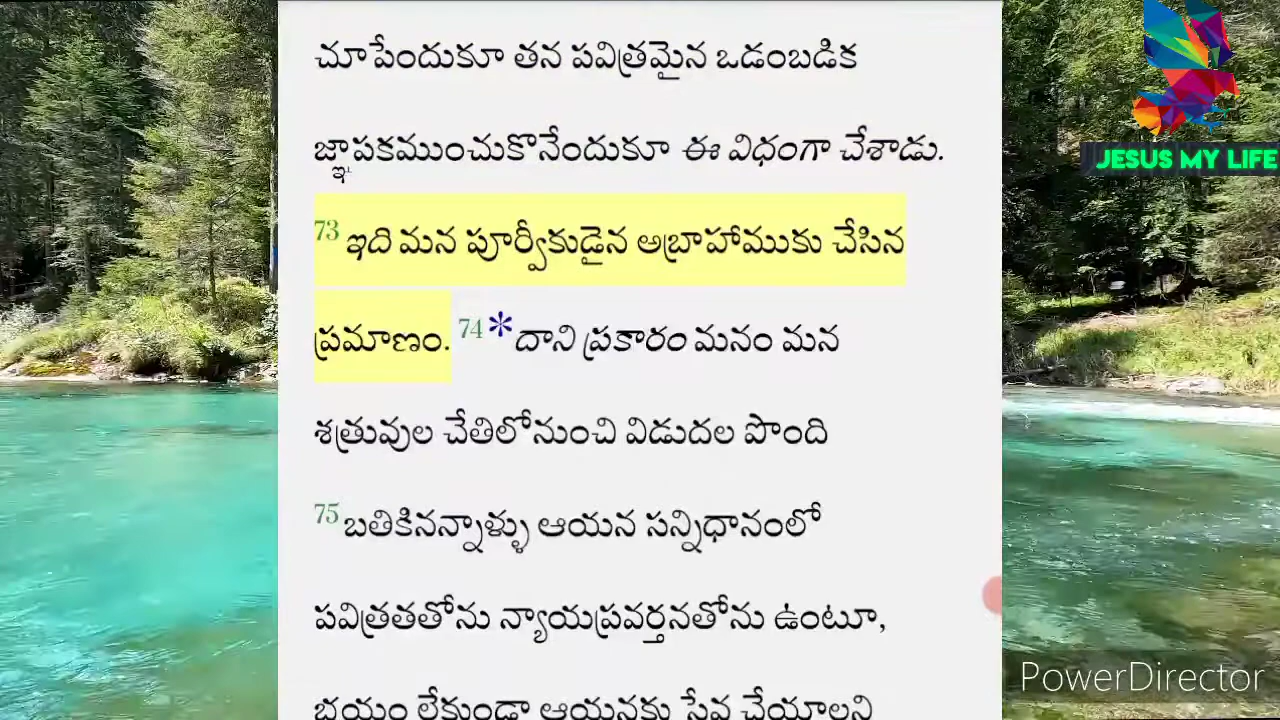 చూపేందుకూ తన పవిత్రమైన ఒడంబడిక
జ్ఞాపకముంచుకొనేందుకూ ఈ విధంగా చేశాడు.
73 ఇది మన పూర్వీకుడైన అబ్రాహాముకు చేసిన
ప్రమాణం. 74 *దాని ప్రకారం మనం మన
శత్రువుల చేతిలోనుంచి విడుదల పొంది
75 బతికినన్నాళ్ళు ఆయన సన్నిధానంలో
పవిత్రతతోను న్యాయప్రవర్తనతోను ఉంటూ,
భయం లేకుండా ఆయనకు సేవ చేయాలని
JESUS MY LIFE
PowerDirector